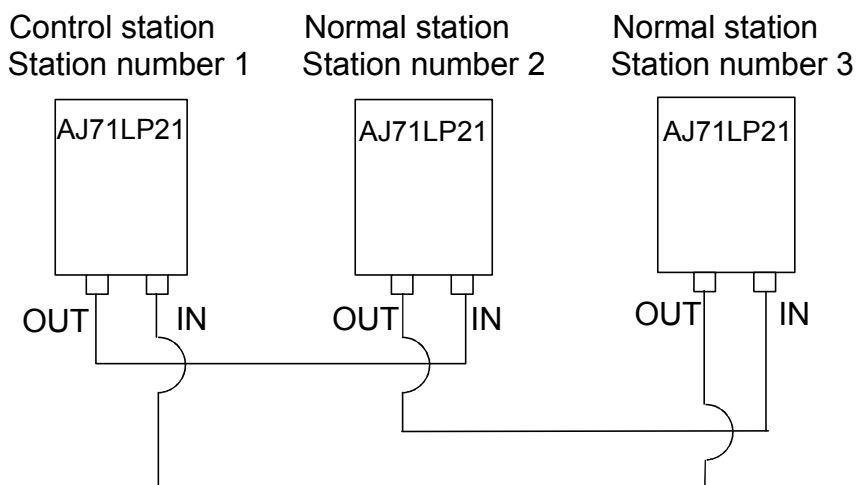 Control station
Station number 1
Normal station
Station number 2
Normal station
Station number 3
AJ71LP21
AJ71LP21
AJ71LP21
OUT
IN
OUT
IN
OUT
IN